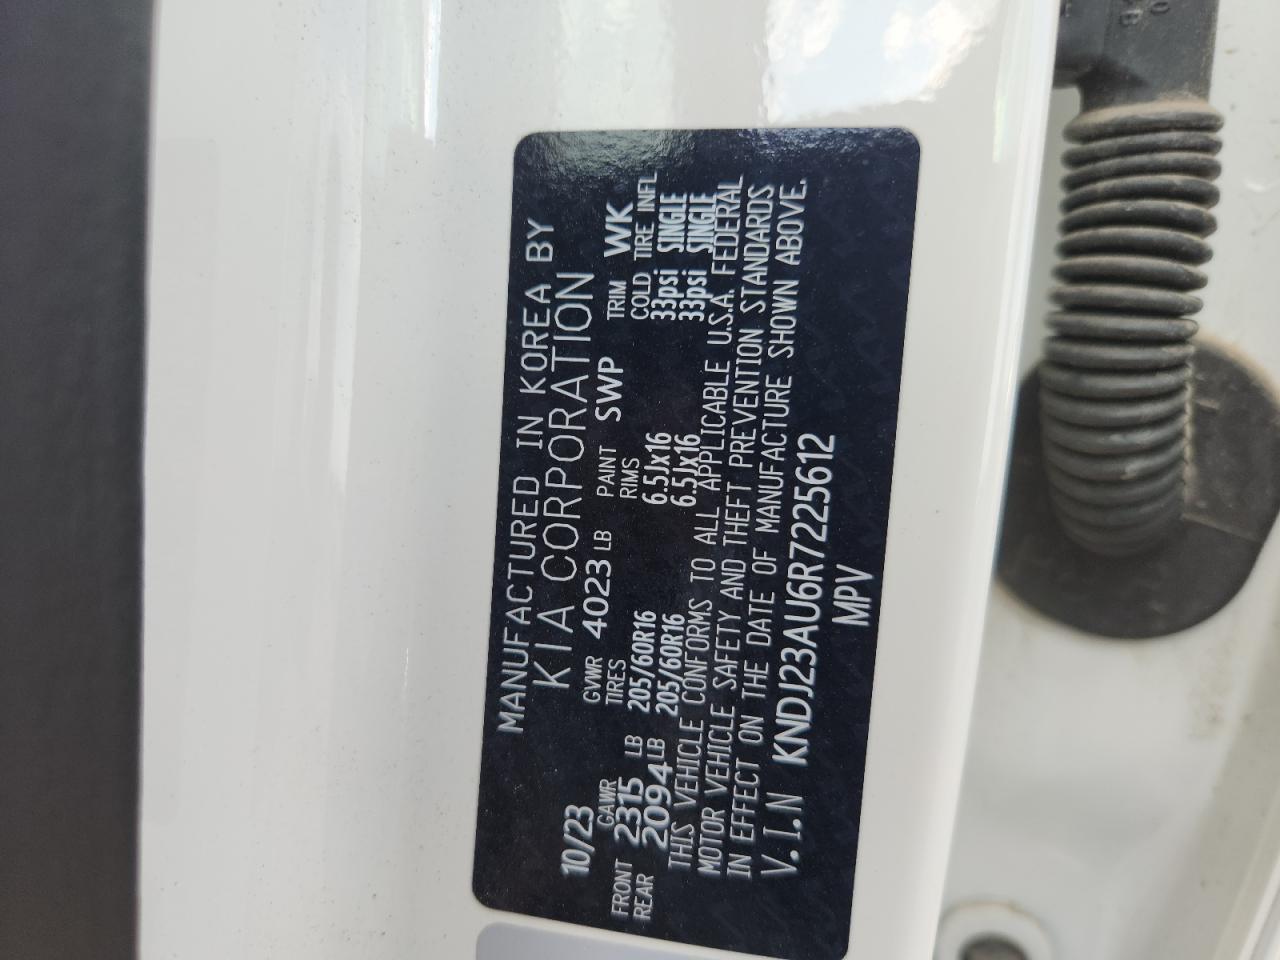 MANUFACTURED IN KOREA BY
KIA CORPORATION
10/23 GVWR 4023 LB PAINT SWP TRIM WK
GAWR TIRES RIMS COLD TIRE INFL
FRONT 2315 LB 205/60R16 6.5Jx16 33psi SINGLE
REAR 2094 LB 205/60R16 6.5Jx16 33psi SINGLE
THIS VEHICLE CONFORMS TO ALL APPLICABLE U.S.A. FEDERAL
MOTOR VEHICLE SAFETY AND THEFT PREVENTION STANDARDS
IN EFFECT ON THE DATE OF MANUFACTURE SHOWN ABOVE.
V.I.N KNDJ23AU6R7225612
MPV